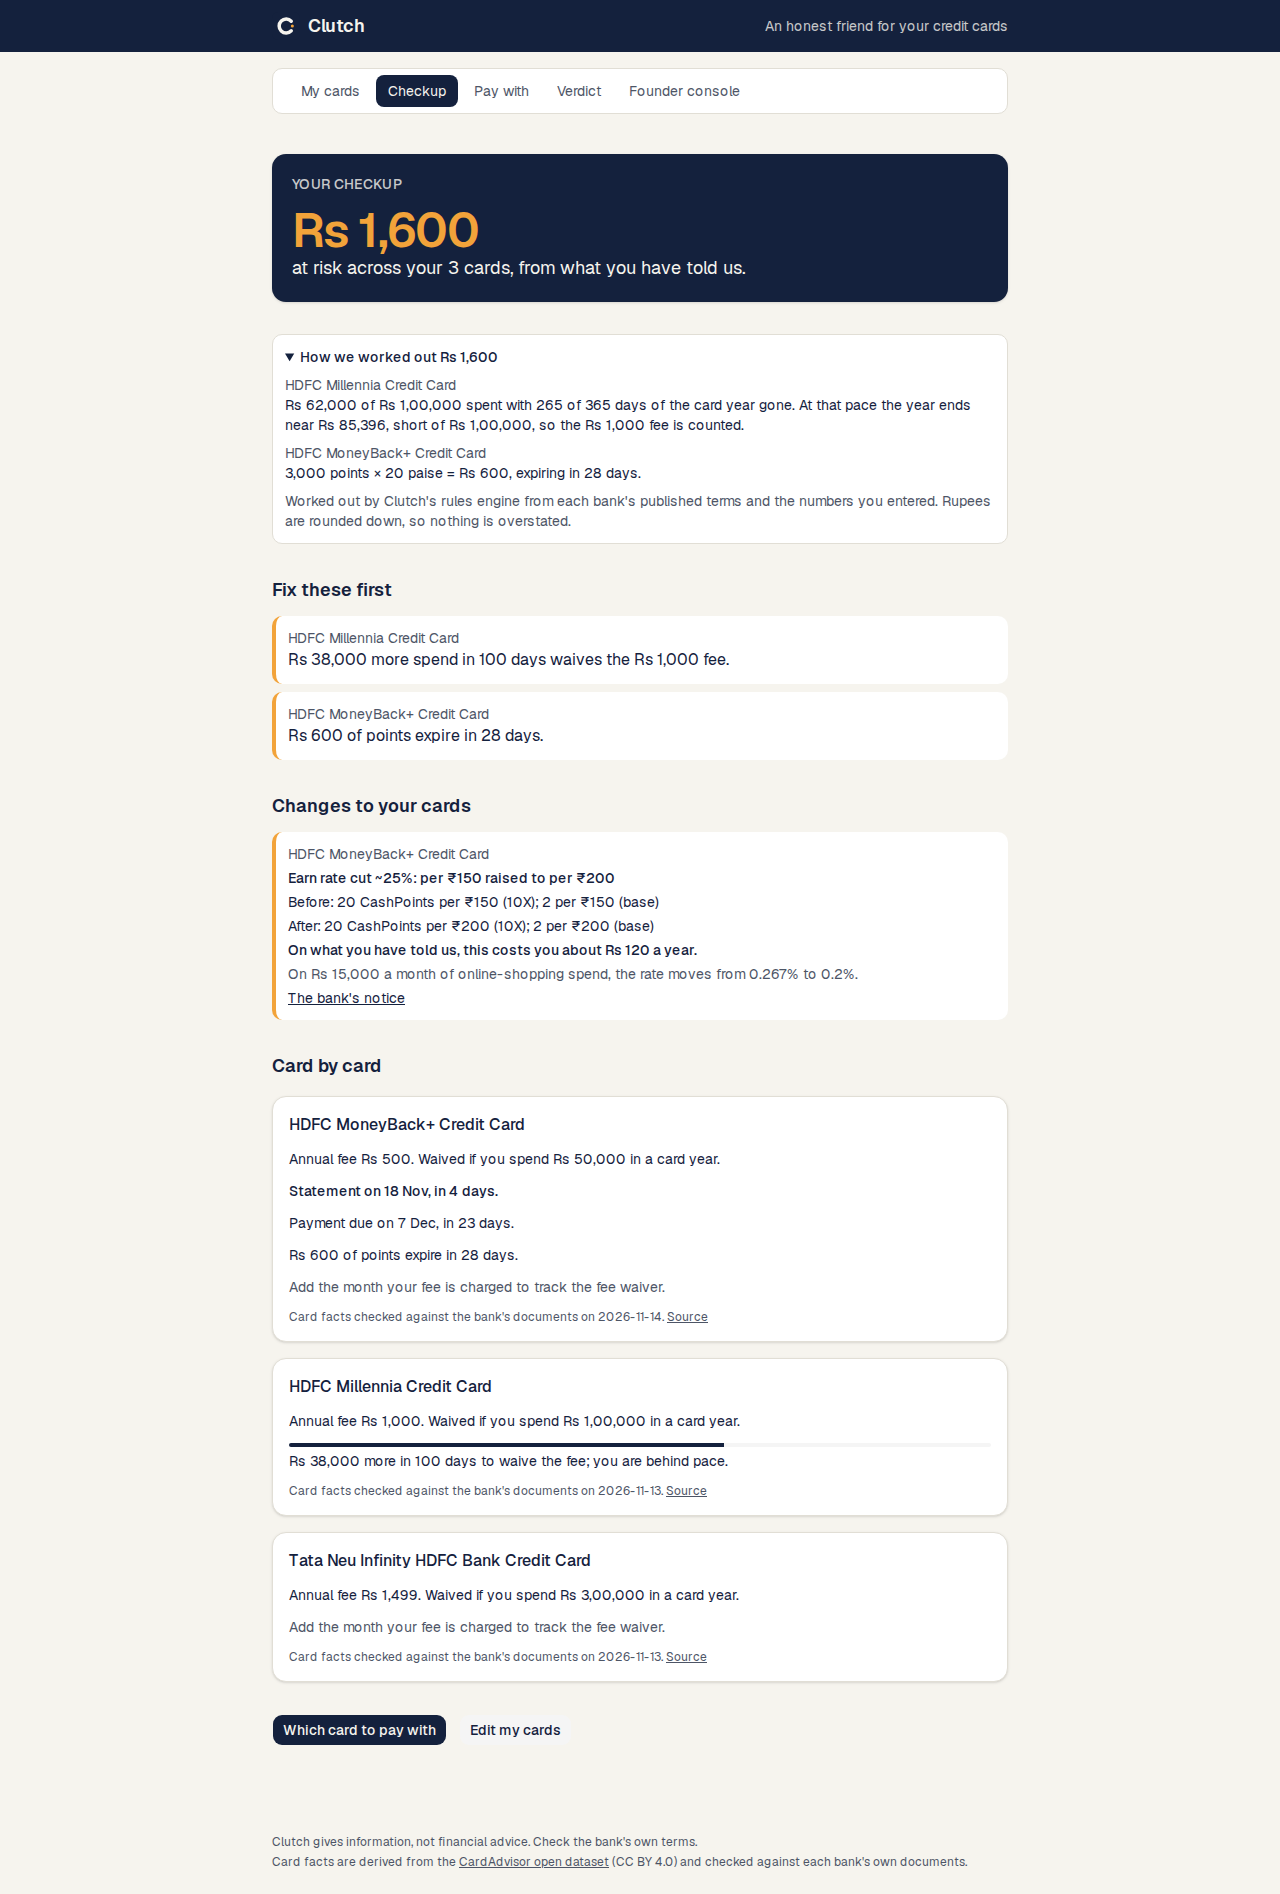 Clutch
An honest friend for your credit cards
My cards
Checkup
Pay with
Verdict
Founder console
YOUR CHECKUP
Rs 1,600
at risk across your 3 cards, from what you have told us.
▼ How we worked out Rs 1,600
HDFC Millennia Credit Card
Rs 62,000 of Rs 1,00,000 spent with 265 of 365 days of the card year gone. At that pace the year ends
near Rs 85,396, short of Rs 1,00,000, so the Rs 1,000 fee is counted.
HDFC MoneyBack+ Credit Card
3,000 points × 20 paise = Rs 600, expiring in 28 days.
Worked out by Clutch's rules engine from each bank's published terms and the numbers you entered. Rupees
are rounded down, so nothing is overstated.
Fix these first
HDFC Millennia Credit Card
Rs 38,000 more spend in 100 days waives the Rs 1,000 fee.
HDFC MoneyBack+ Credit Card
Rs 600 of points expire in 28 days.
Changes to your cards
HDFC MoneyBack+ Credit Card
Earn rate cut ~25%: per ₹150 raised to per ₹200
Before: 20 CashPoints per ₹150 (10X); 2 per ₹150 (base)
After: 20 CashPoints per ₹200 (10X); 2 per ₹200 (base)
On what you have told us, this costs you about Rs 120 a year.
On Rs 15,000 a month of online-shopping spend, the rate moves from 0.267% to 0.2%.
The bank's notice
Card by card
HDFC MoneyBack+ Credit Card
Annual fee Rs 500. Waived if you spend Rs 50,000 in a card year.
Statement on 18 Nov, in 4 days.
Payment due on 7 Dec, in 23 days.
Rs 600 of points expire in 28 days.
Add the month your fee is charged to track the fee waiver.
Card facts checked against the bank's documents on 2026-11-14. Source
HDFC Millennia Credit Card
Annual fee Rs 1,000. Waived if you spend Rs 1,00,000 in a card year.
Rs 38,000 more in 100 days to waive the fee; you are behind pace.
Card facts checked against the bank's documents on 2026-11-13. Source
Tata Neu Infinity HDFC Bank Credit Card
Annual fee Rs 1,499. Waived if you spend Rs 3,00,000 in a card year.
Add the month your fee is charged to track the fee waiver.
Card facts checked against the bank's documents on 2026-11-13. Source
Which card to pay with
Edit my cards
Clutch gives information, not financial advice. Check the bank's own terms.
Card facts are derived from the CardAdvisor open dataset (CC BY 4.0) and checked against each bank's own documents.